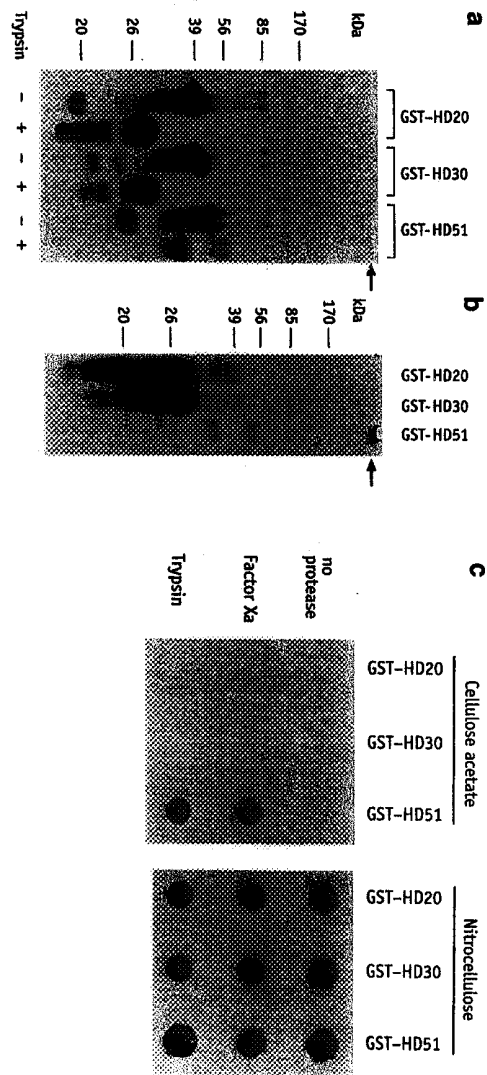 a
GST–HD20
GST–HD30
GST–HD51
kDa
170
85
56
39
26
20
Trypsin
–
+
–
+
–
+
b
GST–HD20
GST–HD30
GST–HD51
kDa
170
85
56
39
26
20
c
Cellulose acetate
GST–HD20
GST–HD30
GST–HD51
Nitrocellulose
GST–HD20
GST–HD30
GST–HD51
no
protease
Factor Xa
Trypsin